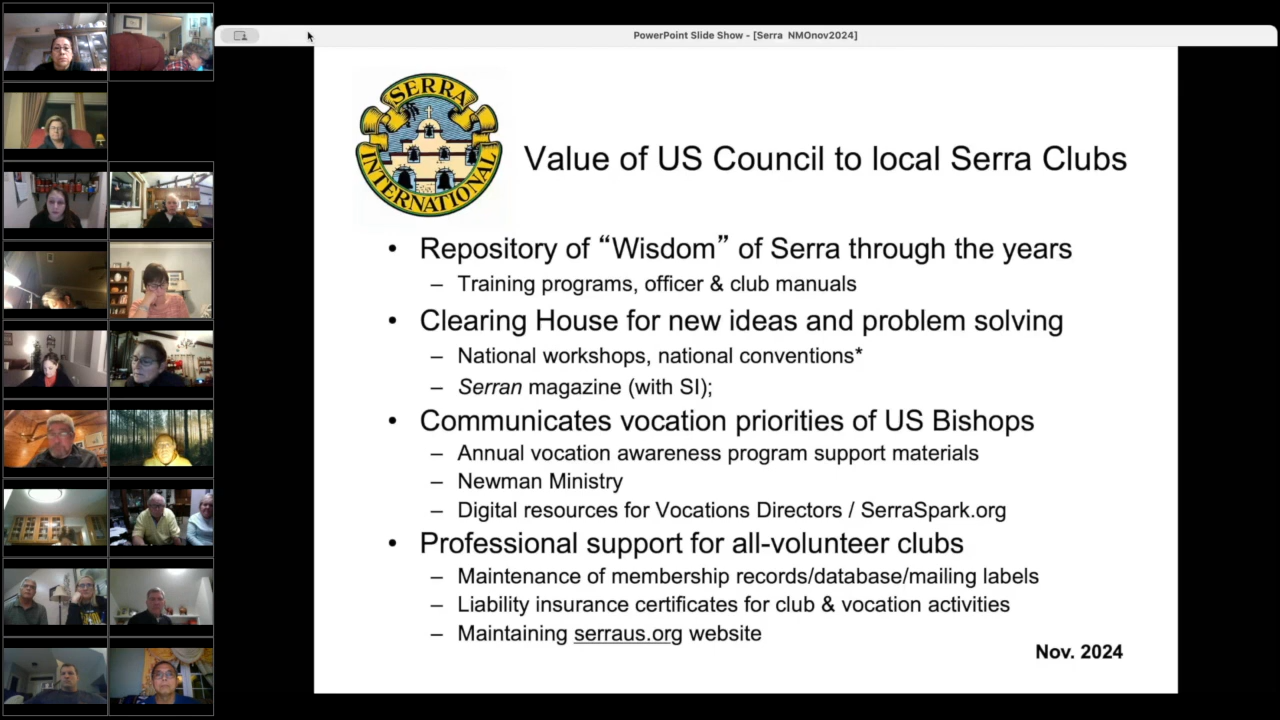 PowerPoint Slide Show - [Serra  NMOnov2024]
SERRA
INTERNATIONAL
Value of US Council to local Serra Clubs
• Repository of “Wisdom” of Serra through the years
– Training programs, officer & club manuals
• Clearing House for new ideas and problem solving
– National workshops, national conventions*
– Serran magazine (with SI);
• Communicates vocation priorities of US Bishops
– Annual vocation awareness program support materials
– Newman Ministry
– Digital resources for Vocations Directors / SerraSpark.org
• Professional support for all-volunteer clubs
– Maintenance of membership records/database/mailing labels
– Liability insurance certificates for club & vocation activities
– Maintaining serraus.org website
Nov. 2024